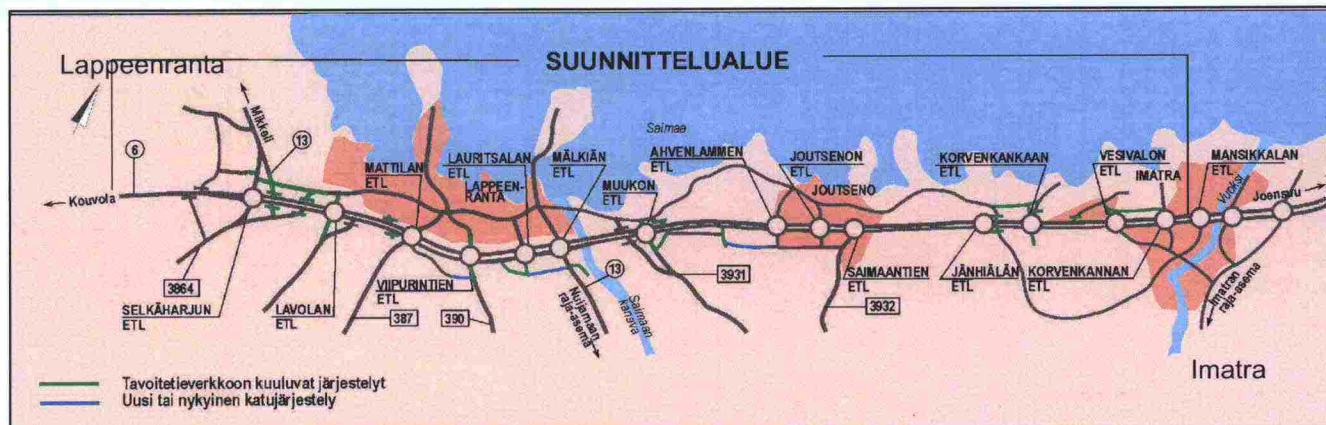 SUUNNITTELUALUE
Lappeenranta
Mikkeli
13
6
Kouvola
3864
SELKÄHARJUN
ETL
LAVOLAN
ETL
MATTILAN
ETL
VIIPURINTIEN
ETL
387
390
LAURITSALAN
ETL
LAPPEEN-
RANTA
MÄLKIÄN
ETL
MUUKON
ETL
13
Nuijamaan
raja-asema
Saimaan
kanava
Saimaa
3931
AHVENLAMMEN
ETL
JOUTSENON
ETL
JOUTSENO
SAIMAANTIEN
ETL
3932
KORVENKANKAAN
ETL
JÄNHIÄLÄN
ETL
KORVENKANNAN
ETL
VESIVALON
ETL
IMATRA
MANSIKKALAN
ETL
Vuoksi
Joensuu
Imatran
raja-asema
Imatra
Tavoitetieverkkoon kuuluvat järjestelyt
Uusi tai nykyinen katujärjestely